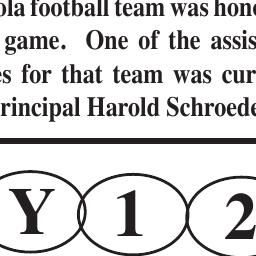 ola football team was hono
game. One of the assis
es for that team was cur
rincipal Harold Schroede
Y 1 2